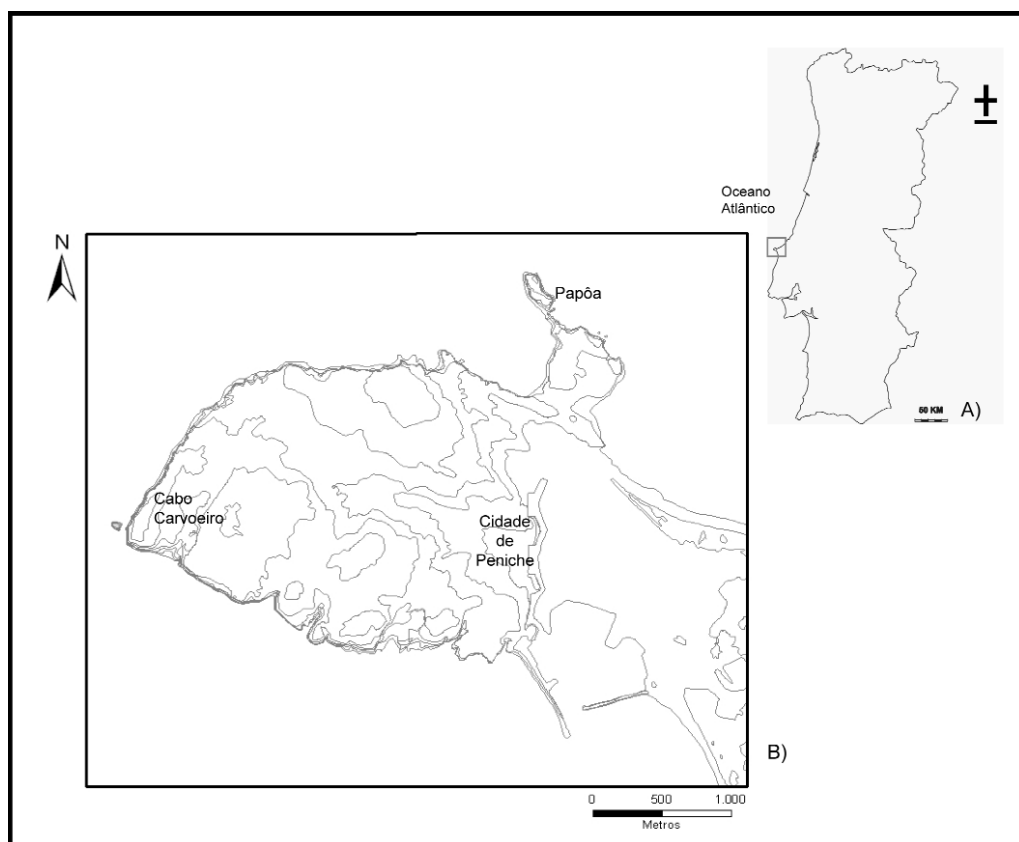 Oceano
Atlântico
50 KM
A)
N
Papôa
Cabo
Carvoeiro
Cidade
de
Peniche
B)
0 500 1.000
Metros